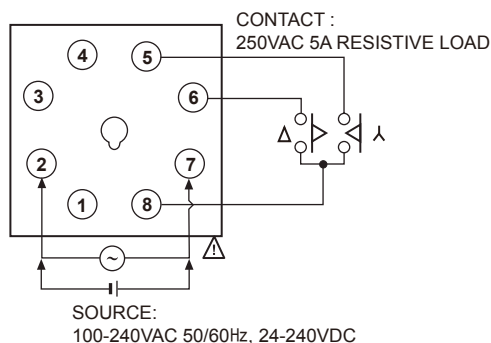 CONTACT :
250VAC 5A RESISTIVE LOAD
4
5
3
6
Δ
2
7
1
8
SOURCE:
100-240VAC 50/60Hz, 24-240VDC